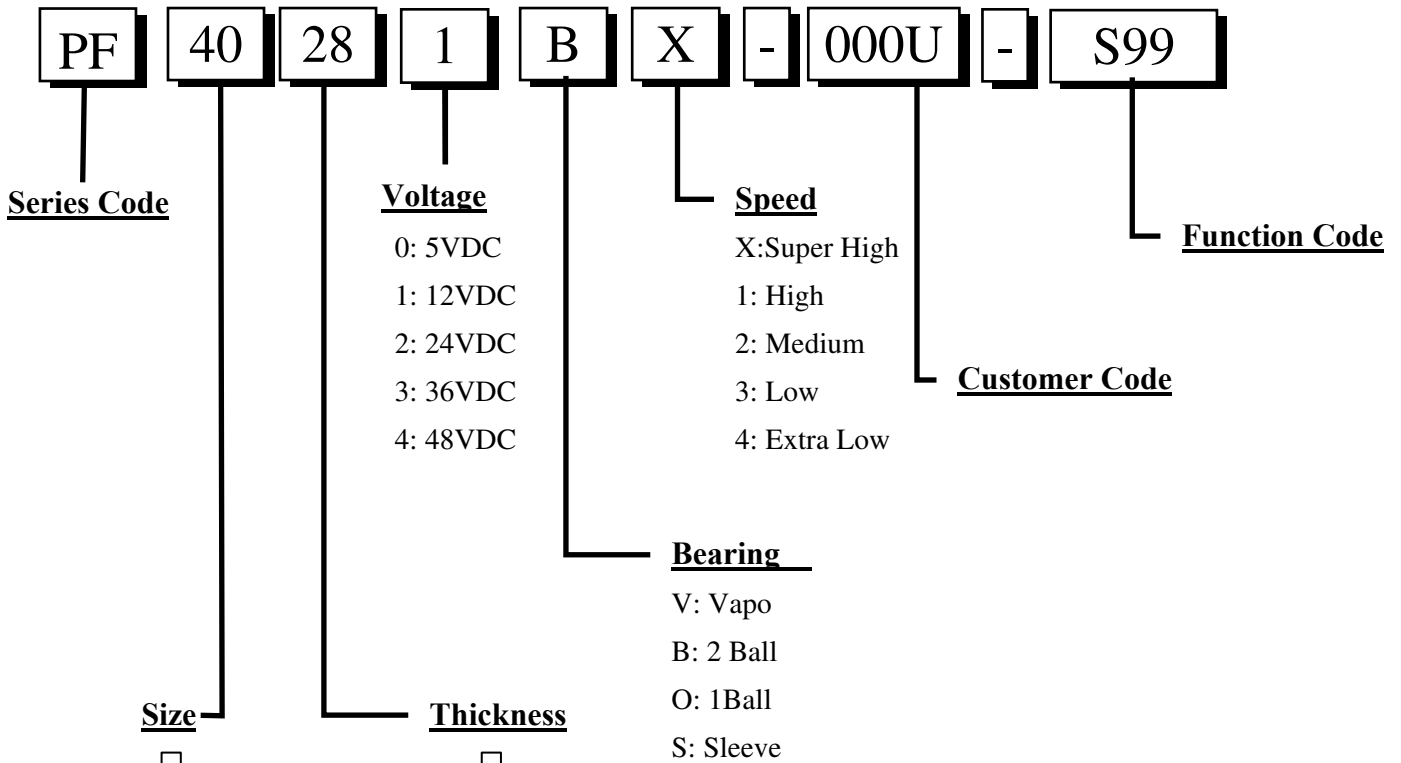 PF 40 28 1 B X - 000U - S99
Series Code
Voltage
0: 5VDC
1: 12VDC
2: 24VDC
3: 36VDC
4: 48VDC
Speed
X:Super High
1: High
2: Medium
3: Low
4: Extra Low
Function Code
Customer Code
Bearing
V: Vapo
B: 2 Ball
O: 1Ball
S: Sleeve
Size
Thickness